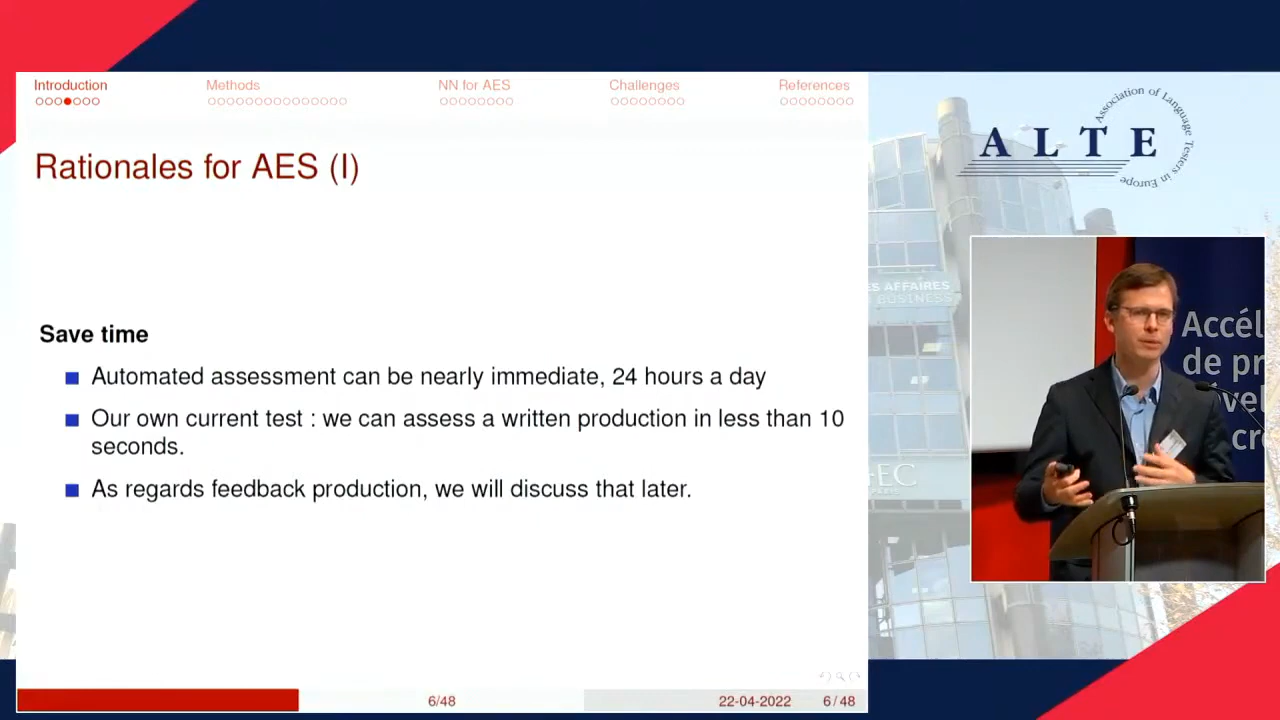 Introduction
Methods
NN for AES
Challenges
References
Rationales for AES (I)
Save time
Automated assessment can be nearly immediate, 24 hours a day
Our own current test : we can assess a written production in less than 10
seconds.
As regards feedback production, we will discuss that later.
6/48
22-04-2022
6 / 48
ALTE
Association of Language Testers in Europe
ES AFFAIRES
BUSINESS
Accél
de pr